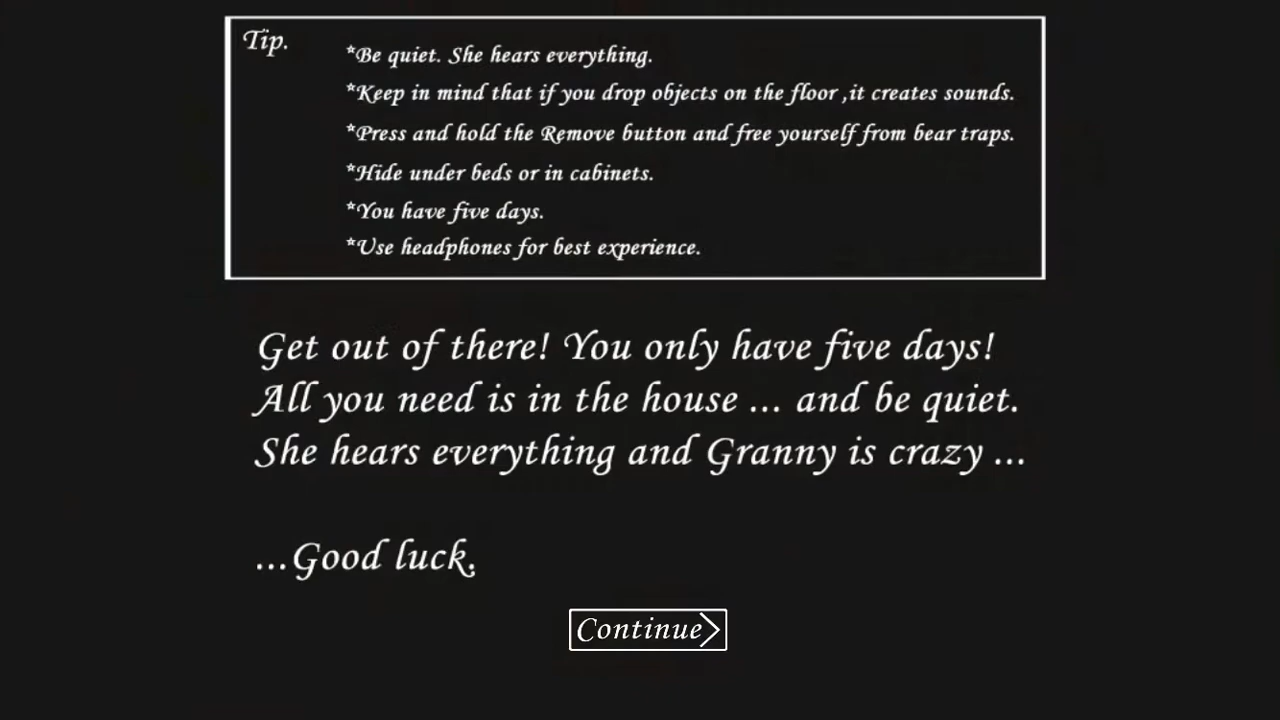 Tip.
*Be quiet. She hears everything.
*Keep in mind that if you drop objects on the floor ,it creates sounds.
*Press and hold the Remove button and free yourself from bear traps.
*Hide under beds or in cabinets.
*You have five days.
*Use headphones for best experience.
Get out of there! You only have five days!
All you need is in the house ... and be quiet.
She hears everything and Granny is crazy ...
...Good luck.
Continue